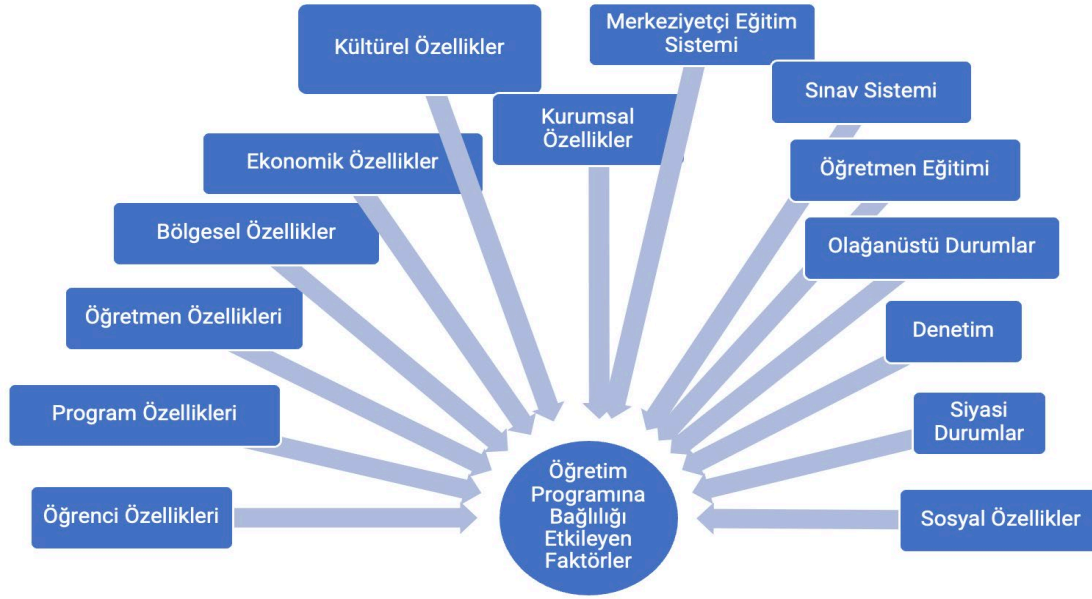 Merkeziyetçi Eğitim
Sistemi
Kültürel Özellikler
Sınav Sistemi
Kurumsal
Özellikler
Ekonomik Özellikler
Öğretmen Eğitimi
Bölgesel Özellikler
Olağanüstü Durumlar
Öğretmen Özellikleri
Denetim
Program Özellikleri
Siyasi
Durumlar
Öğrenci Özellikleri
Sosyal Özellikler
Öğretim
Programına
Bağlılığı
Etkileyen
Faktörler